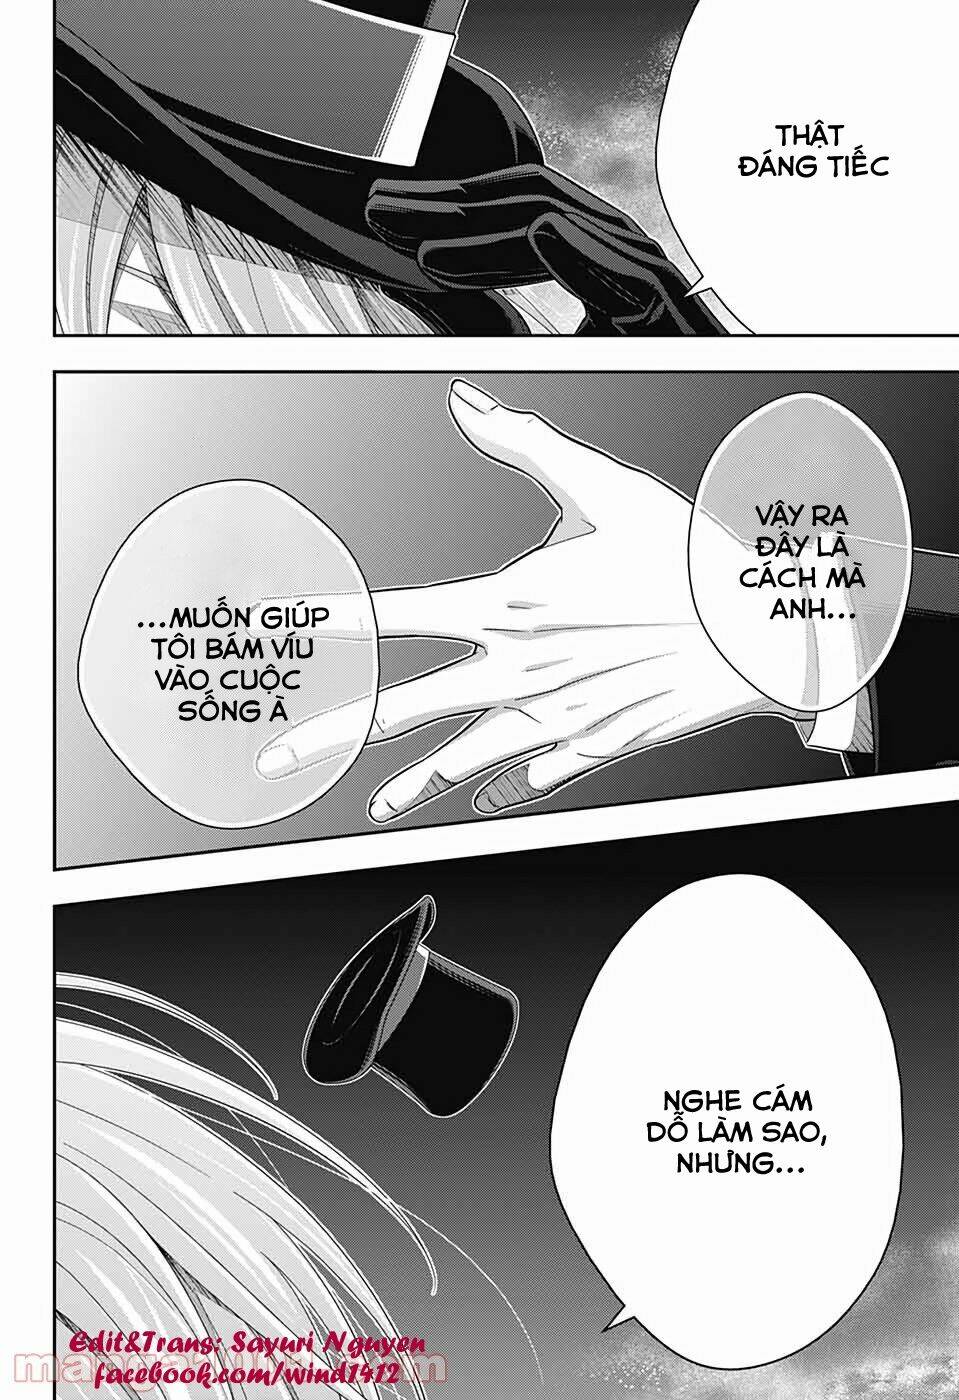 THẬT
ĐÁNG TIẾC
VẬY RA
ĐÂY LÀ
CÁCH MÀ
ANH...
...MUỐN GIÚP
TÔI BÁM VÍU
VÀO CUỘC
SỐNG À
NGHE CÁM
DỖ LÀM SAO,
NHƯNG...
Edit&Trans: Sayuri Nguyen
facebook.com/wind1412